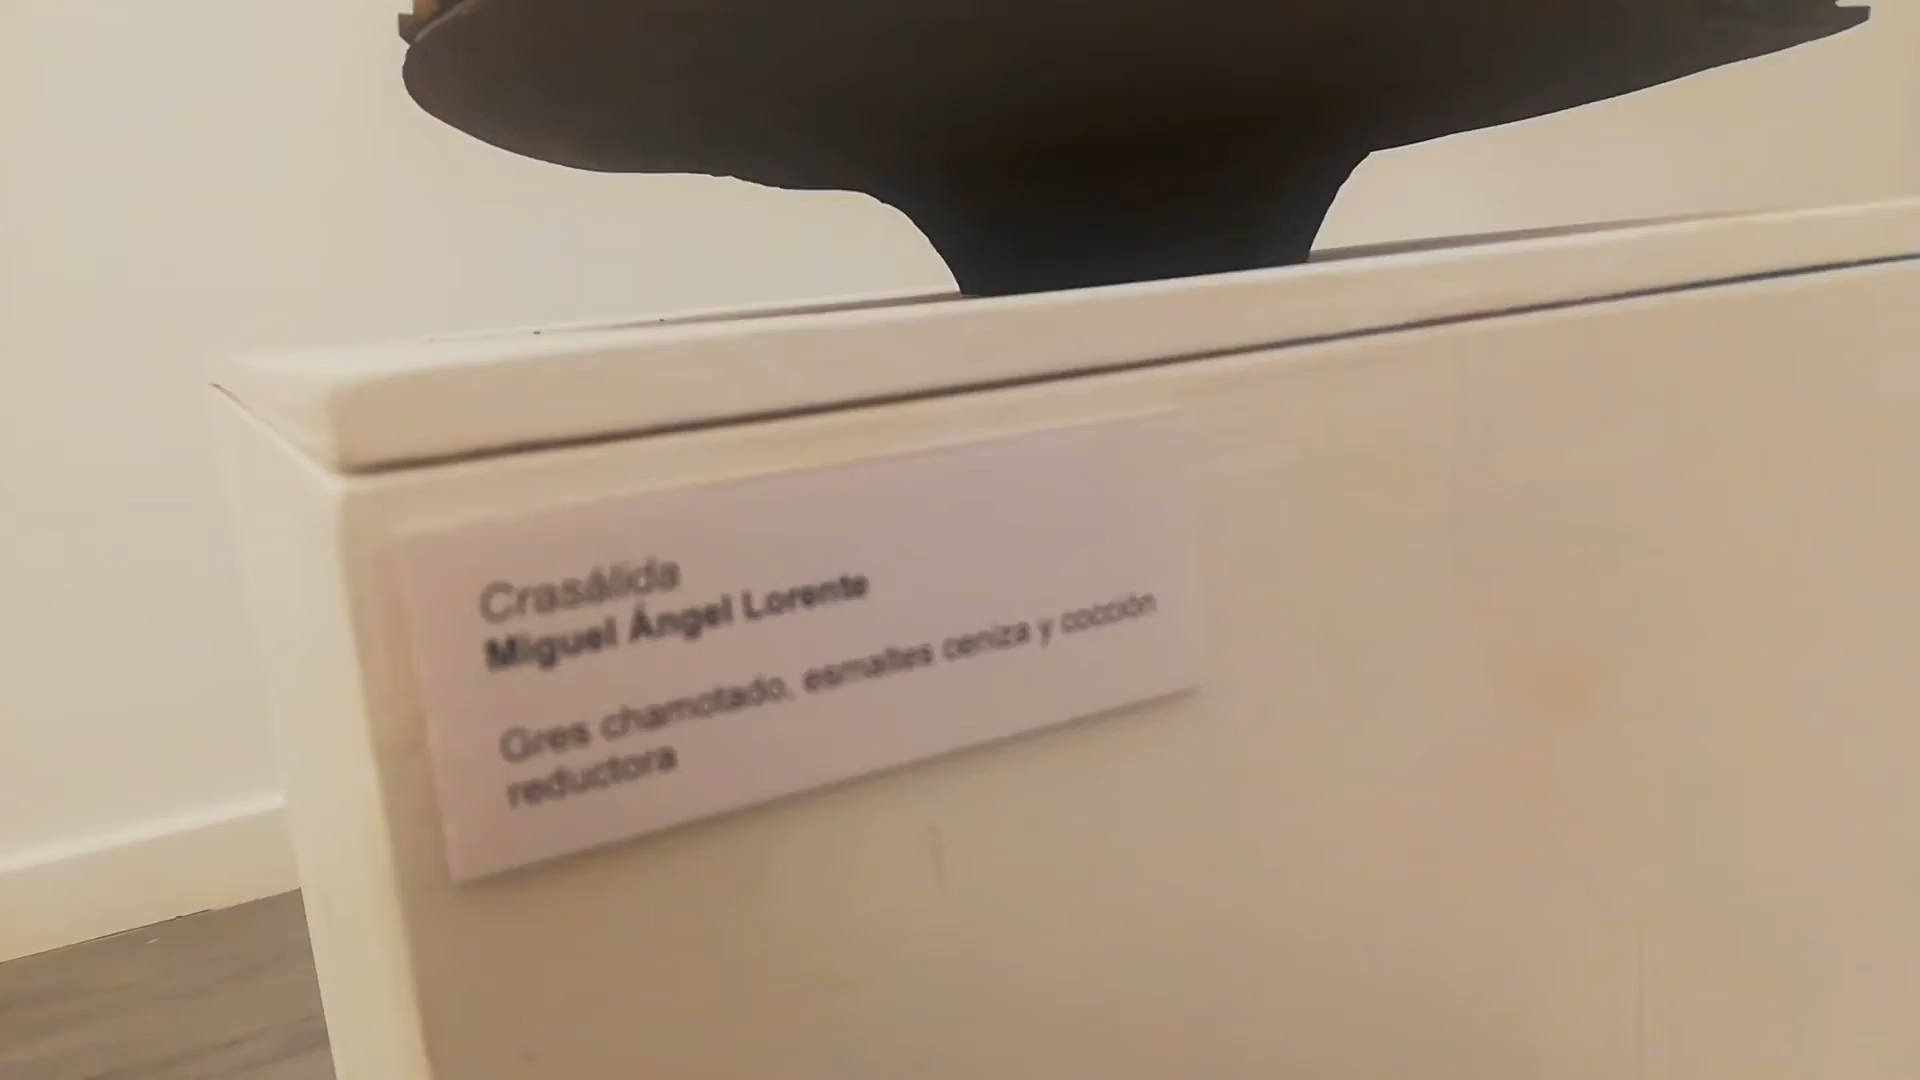 Crasálida
Miguel Ángel Lorente
Gres chamotado, esmaltes ceniza y cocción
reductora